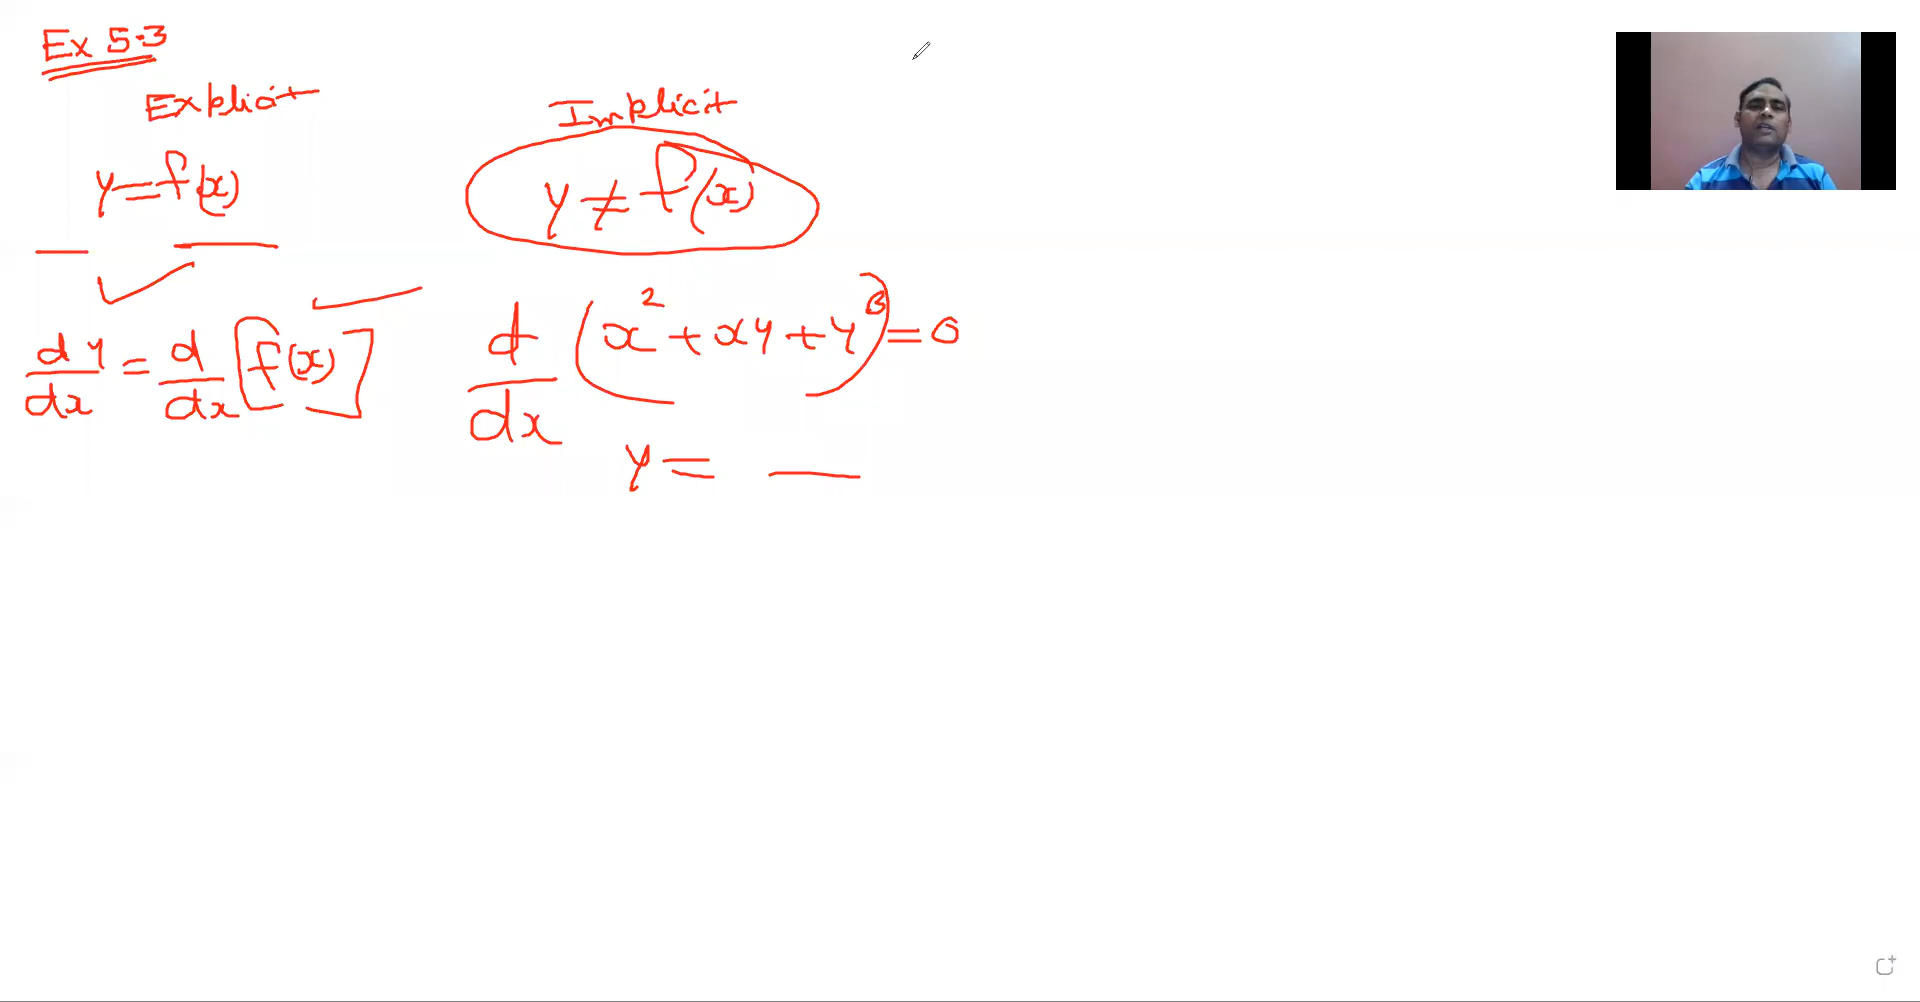 Ex 5.3
Explicit
Implicit
y = f(x)
y ≠ f(x)
dy/dx = d/dx [f(x)]
d/dx (x² + xy + y³) = 0
y =